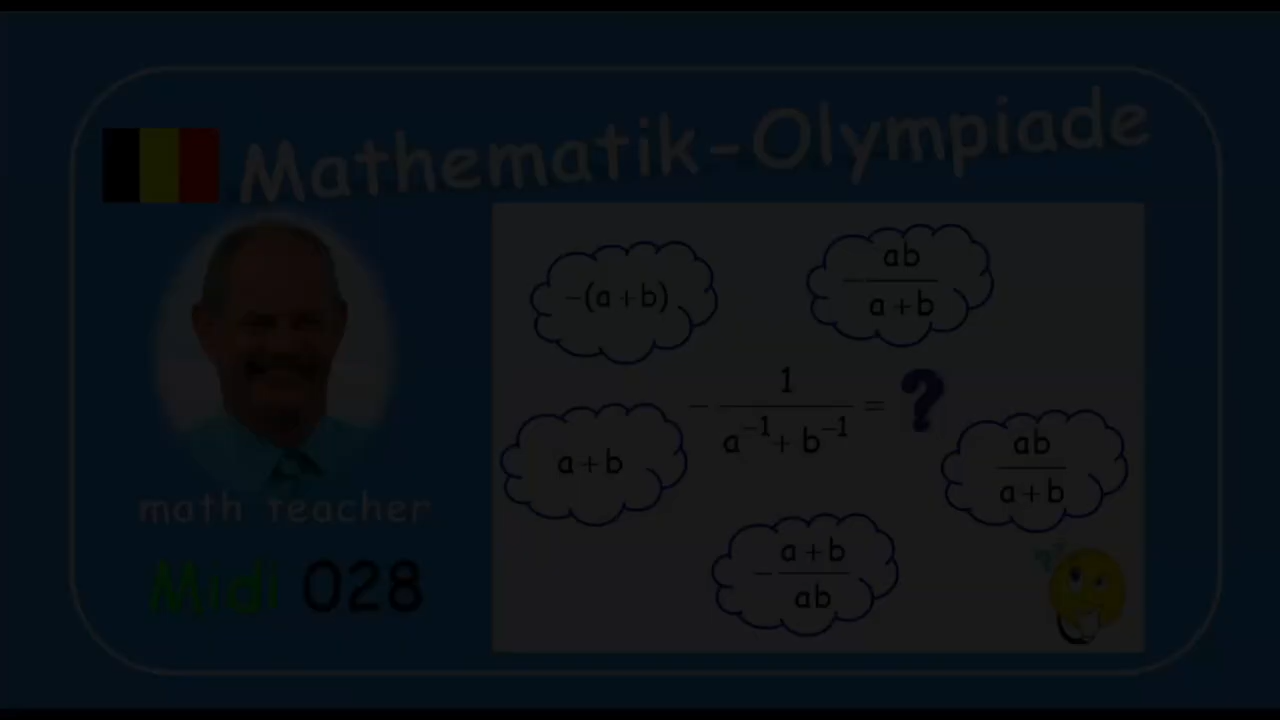 Mathematik-Olympiade
math teacher
Midi 028
-(a+b)
- ab / a+b
- 1 / a⁻¹ + b⁻¹ = ?
a+b
ab / a+b
- a+b / ab